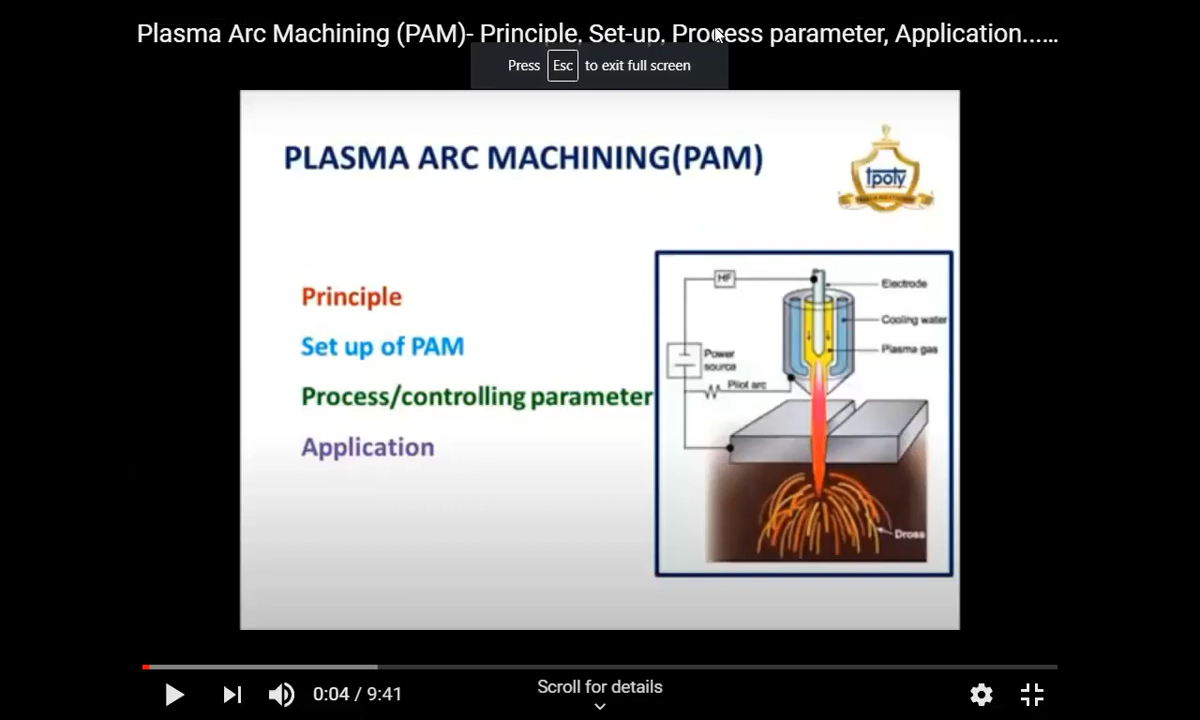 Plasma Arc Machining (PAM)- Principle, Set-up, Process parameter, Application...…
Press Esc to exit full screen
PLASMA ARC MACHINING(PAM)
tpoly
Principle
Set up of PAM
Process/controlling parameter
Application
HF
Electrode
Cooling water
Plasma gas
Power
source
Pilot arc
Dross
0:04 / 9:41
Scroll for details